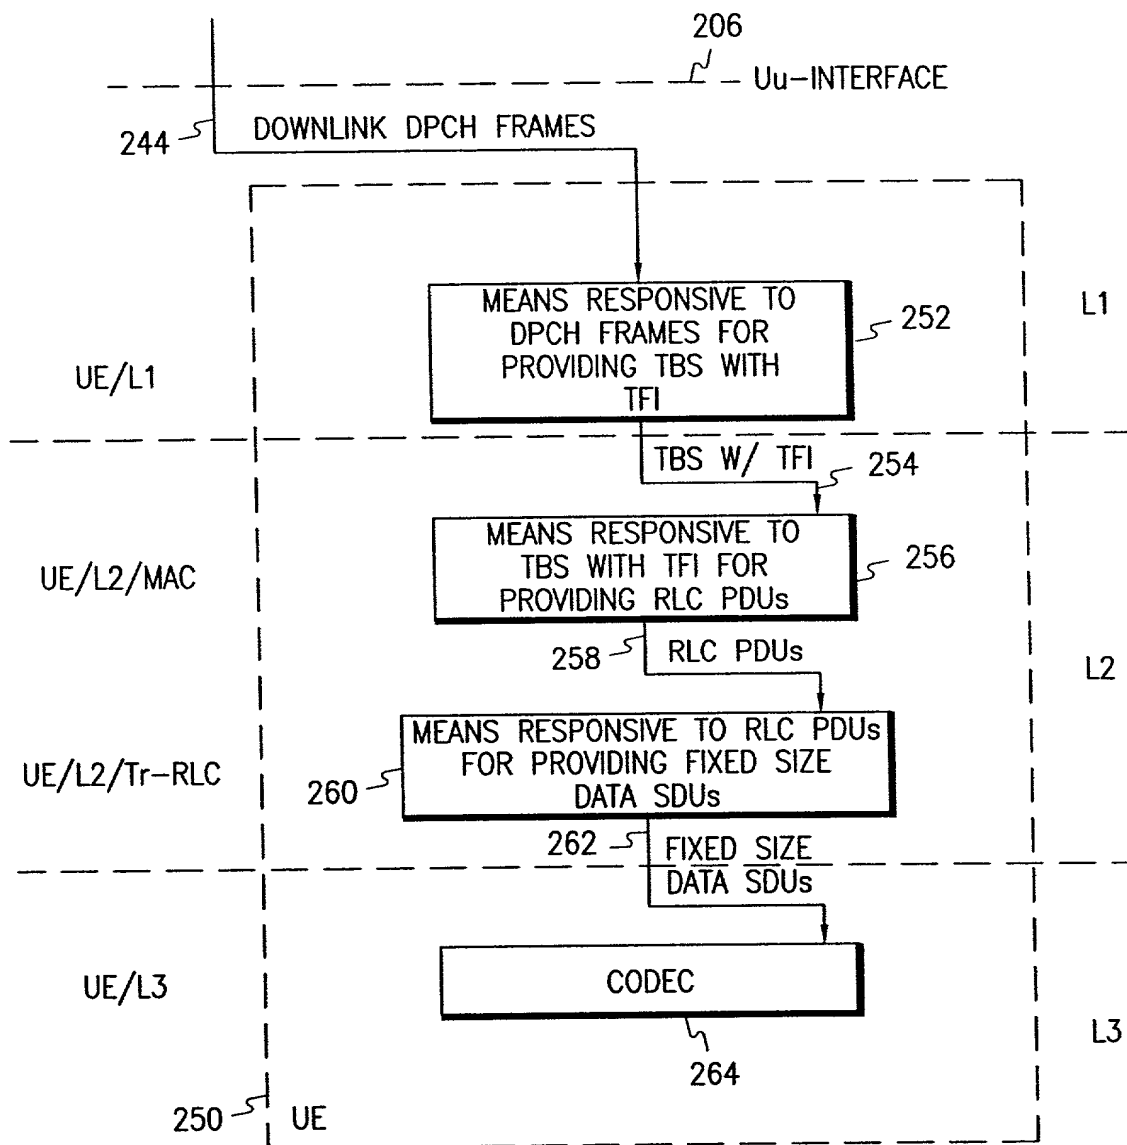 206
Uu-INTERFACE
244
DOWNLINK DPCH FRAMES
MEANS RESPONSIVE TO
DPCH FRAMES FOR
PROVIDING TBS WITH
TFI
252
L1
UE/L1
TBS W/ TFI
254
MEANS RESPONSIVE TO
TBS WITH TFI FOR
PROVIDING RLC PDUs
256
UE/L2/MAC
258
RLC PDUs
L2
MEANS RESPONSIVE TO RLC PDUs
FOR PROVIDING FIXED SIZE
DATA SDUs
UE/L2/Tr-RLC
260
262
FIXED SIZE
DATA SDUs
CODEC
UE/L3
L3
264
250
UE